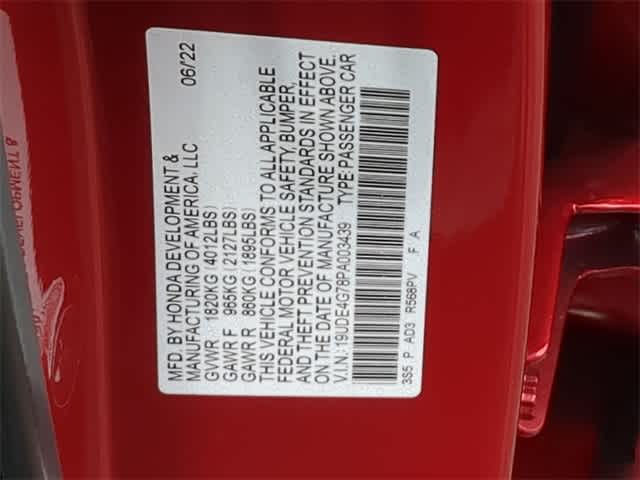 MFD. BY HONDA DEVELOPMENT & 06/22
MANUFACTURING OF AMERICA, LLC
GVWR 1820KG (4012LBS)
GAWR F 965KG (2127LBS)
GAWR R 860KG (1895LBS)
THIS VEHICLE CONFORMS TO ALL APPLICABLE
FEDERAL MOTOR VEHICLE SAFETY, BUMPER,
AND THEFT PREVENTION STANDARDS IN EFFECT
ON THE DATE OF MANUFACTURE SHOWN ABOVE.
V.I.N.: 19UDE4G78PA003439 TYPE: PASSENGER CAR
3S5 P AD3 R568PV F A